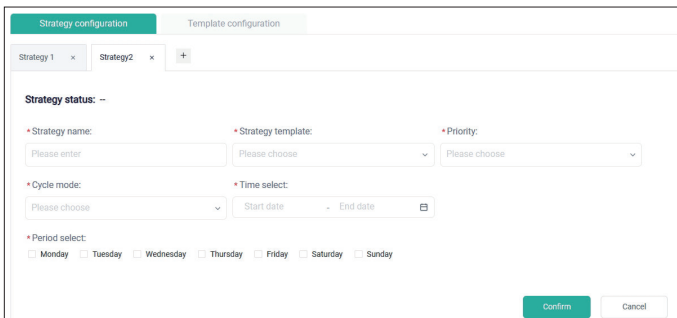 Strategy configuration Template configuration
Strategy 1 × Strategy2 × +
Strategy status: --
* Strategy name: * Strategy template: * Priority:
Please enter Please choose Please choose
* Cycle mode: * Time select:
Please choose Start date - End date
* Period select:
Monday Tuesday Wednesday Thursday Friday Saturday Sunday
Confirm Cancel